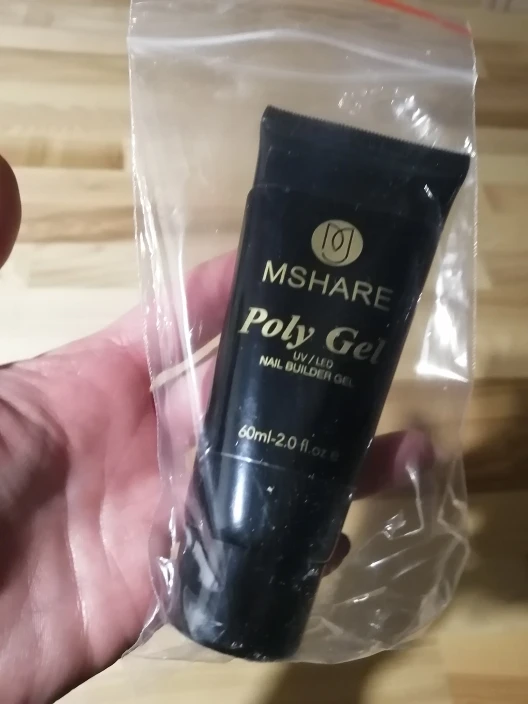 MSHARE
Poly Gel
UV / LED
NAIL BUILDER GEL
60ml-2.0 fl.oz e